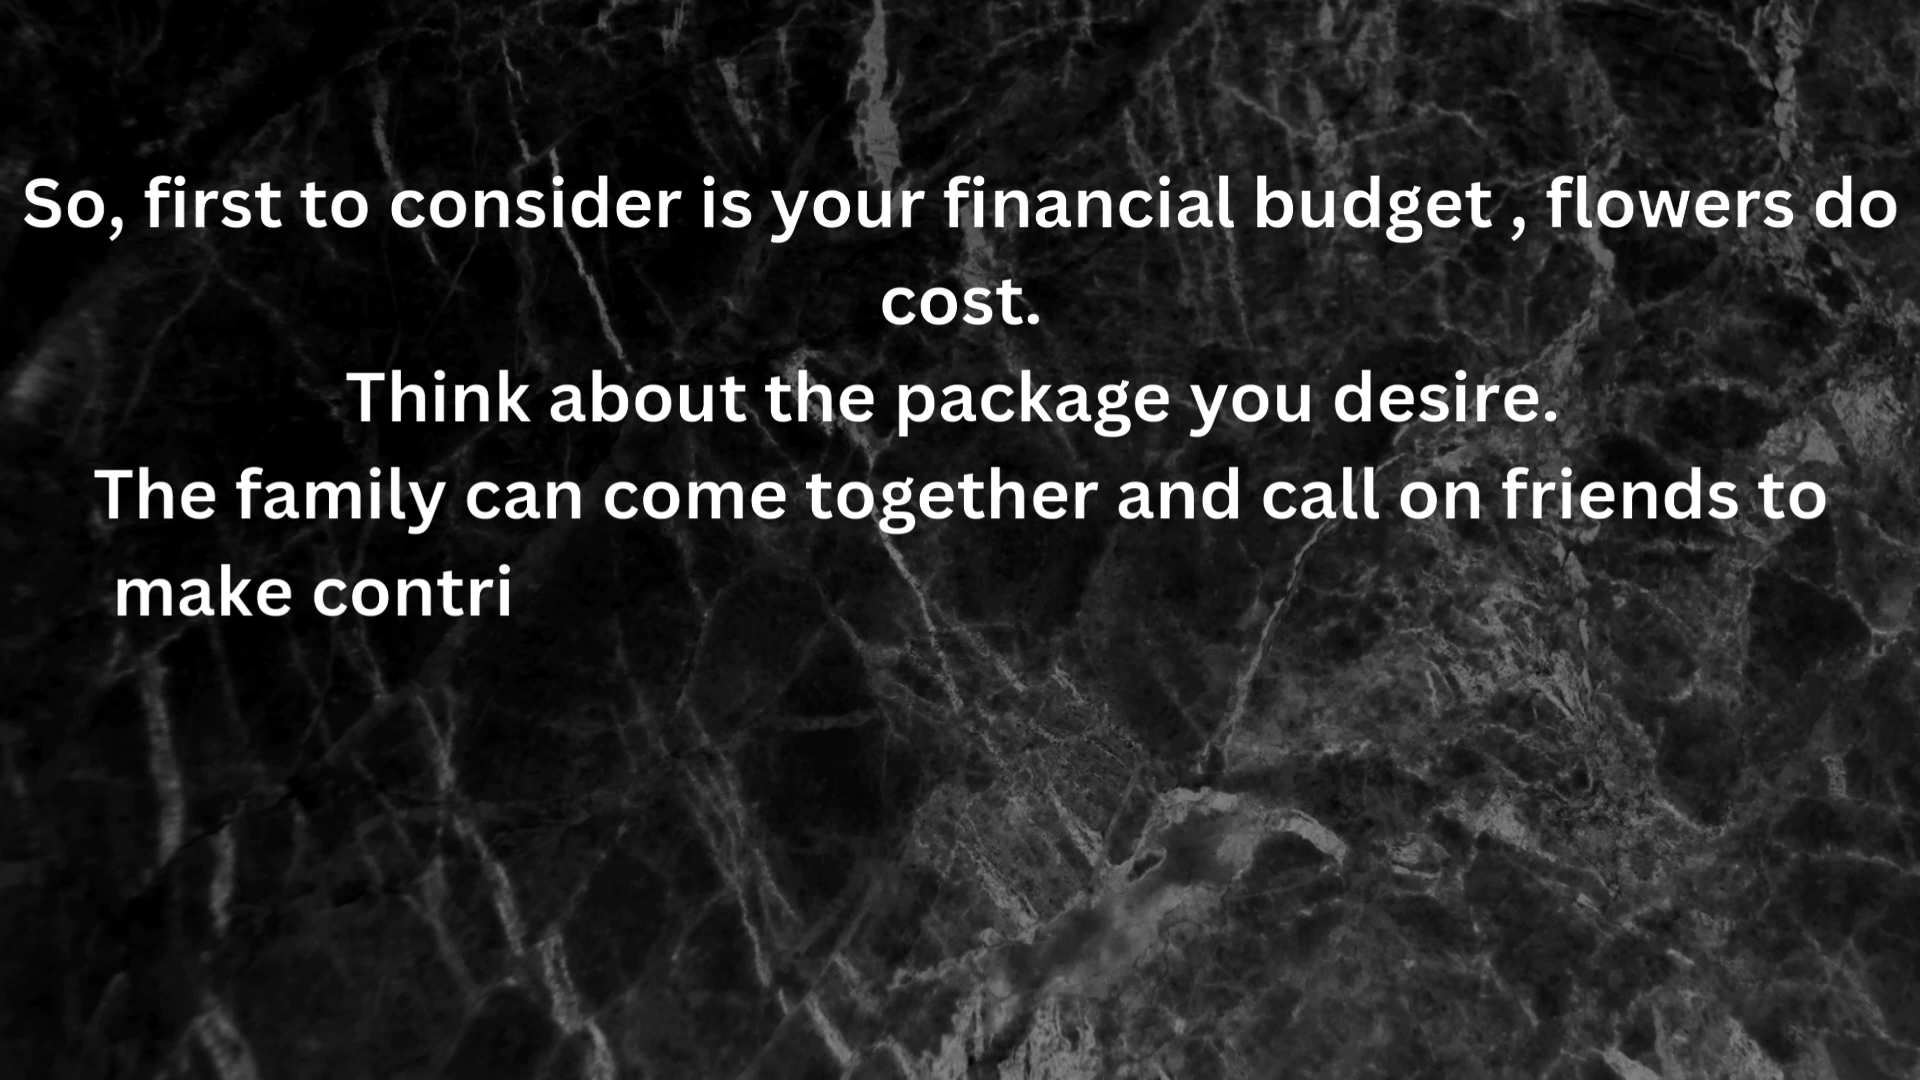 So, first to consider is your financial budget , flowers do
cost.
Think about the package you desire.
The family can come together and call on friends to
make contri